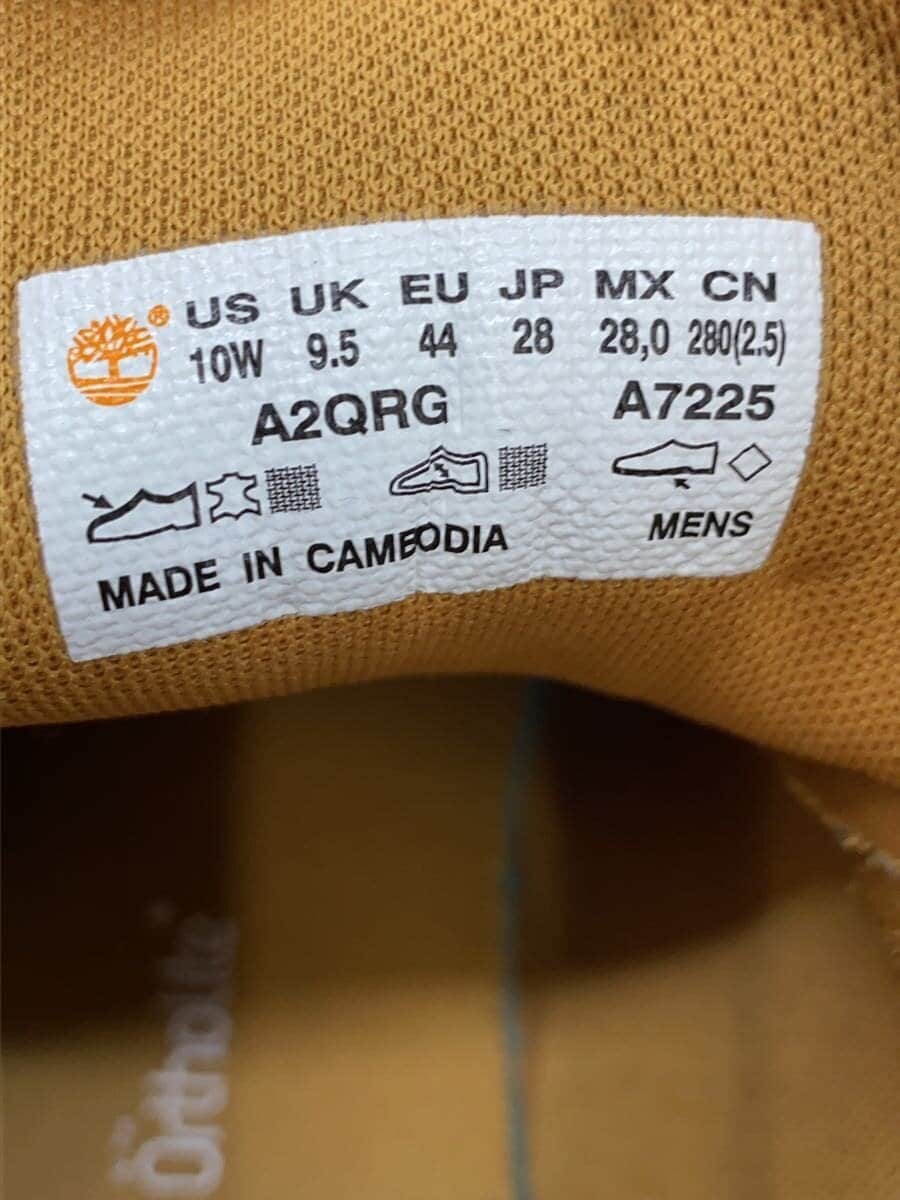 ® US UK EU JP MX CN
10W 9.5 44 28 28,0 280(2.5)
A2QRG A7225
MADE IN CAMBODIA MENS
Ortholite